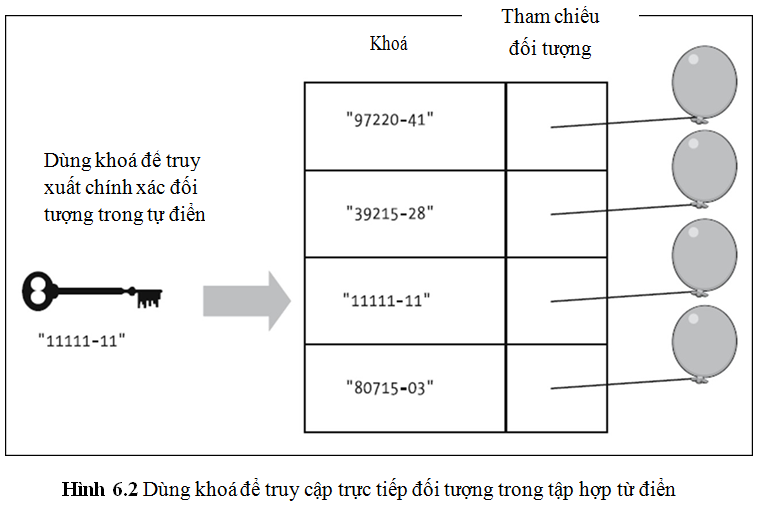 Tham chiếu
đối tượng
Khoá
"97220-41"
Dùng khoá để truy
xuất chính xác đối
tượng trong tự điển
"39215-28"
"11111-11"
"11111-11"
"80715-03"
Hình 6.2 Dùng khoá để truy cập trực tiếp đối tượng trong tập hợp từ điển